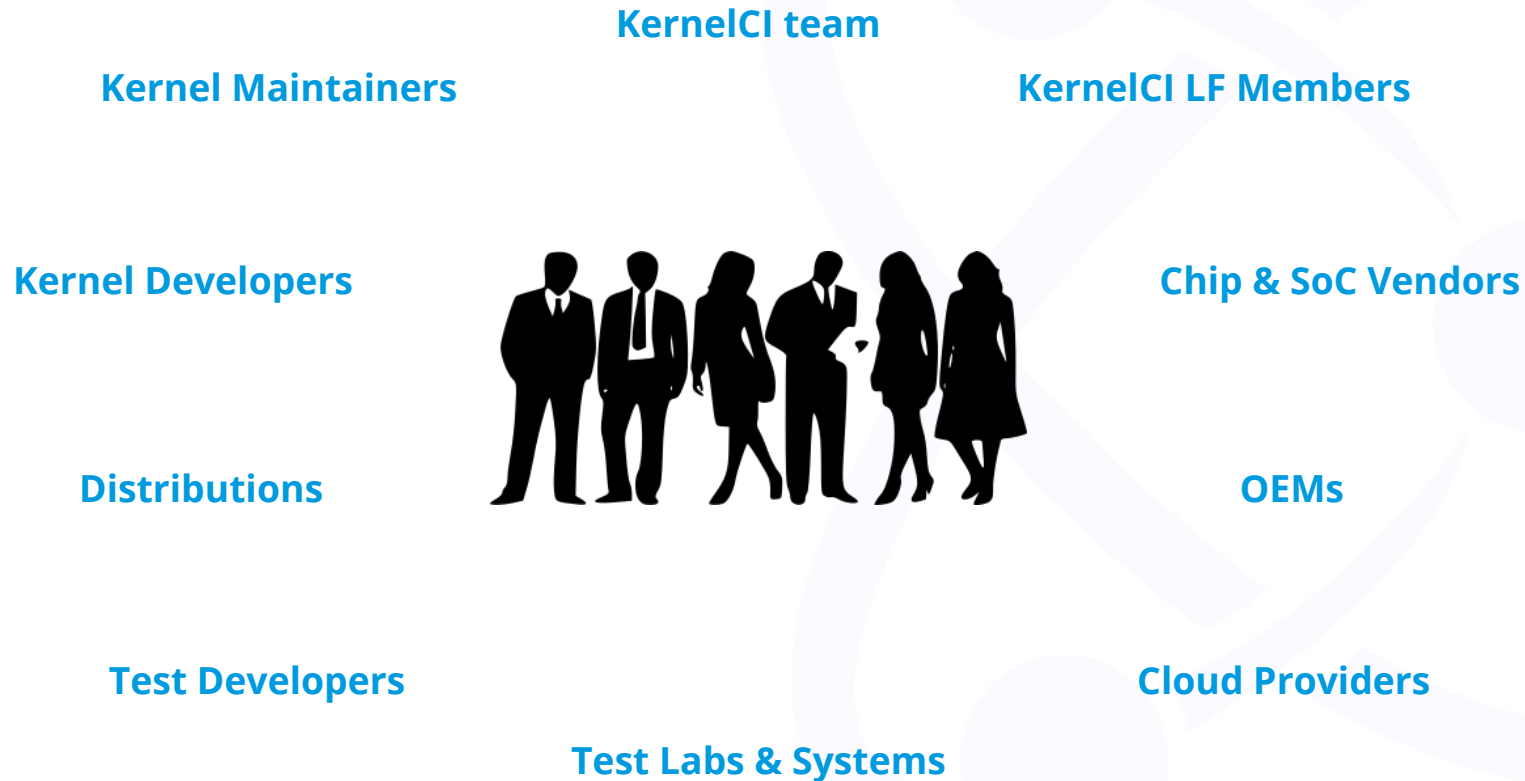 KernelCI team
Kernel Maintainers
KernelCI LF Members
Kernel Developers
Chip & SoC Vendors
Distributions
OEMs
Test Developers
Cloud Providers
Test Labs & Systems